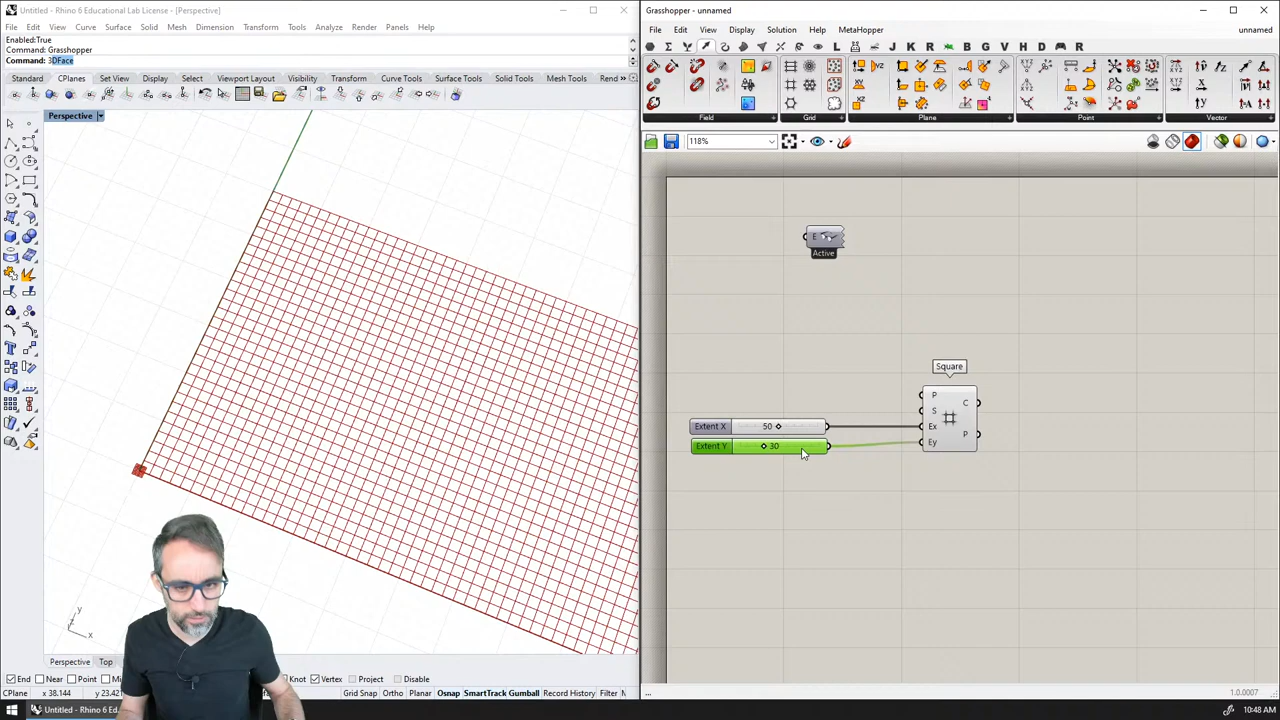 Untitled - Rhino 6 Educational Lab License - [Perspective]
File Edit View Curve Surface Solid Mesh Dimension Transform Tools Analyze Render Panels Help
Enabled:True
Command: Grasshopper
Command: 3DFace
Standard CPlanes Set View Display Select Viewport Layout Visibility Transform Curve Tools Surface Tools Solid Tools Mesh Tools Rend
Perspective
y
z
x
Perspective Top
End Near Point Knot Vertex Project Disable
CPlane x 38.144 y 23.421 Grid Snap Ortho Planar Osnap SmartTrack Gumball Record History Filter
Untitled - Rhino 6 Ed...
Grasshopper - unnamed
File Edit View Display Solution Help MetaHopper unnamed
Field Grid Plane Point Vector
118%
E
Active
Square
P
S
Ex
Ey
C
P
Extent X 50
Extent Y 30
...
1.0.0007
10:48 AM